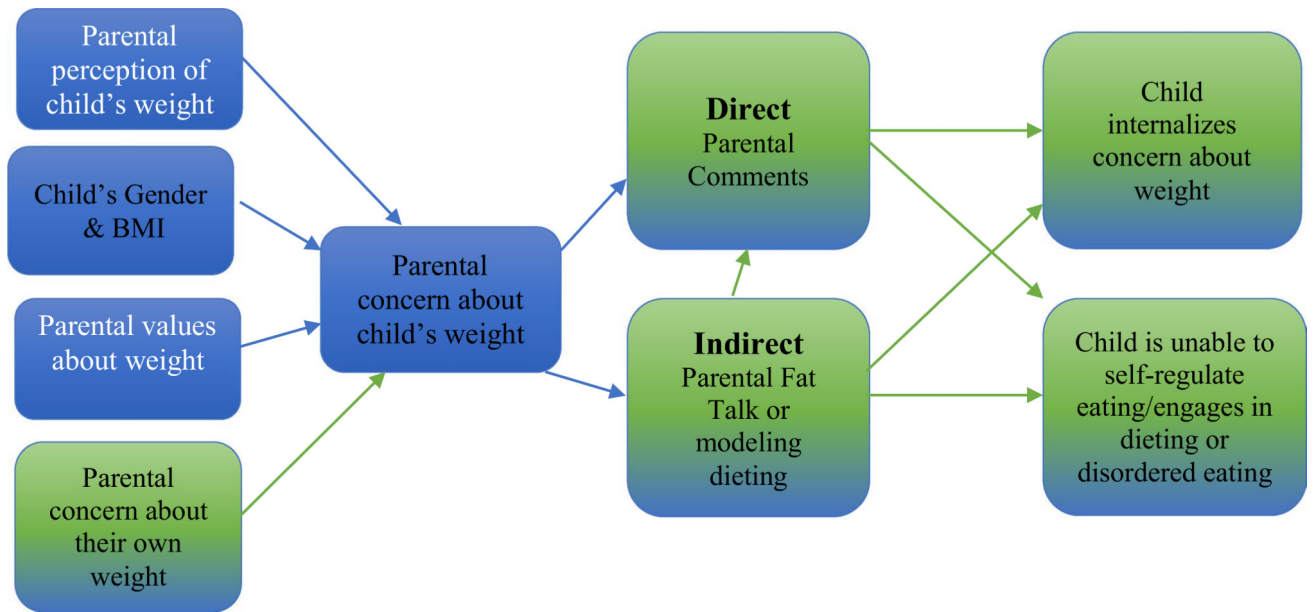 Parental
perception of
child’s weight
Child’s Gender
& BMI
Parental values
about weight
Parental
concern about
their own
weight
Parental
concern about
child’s weight
Direct
Parental
Comments
Indirect
Parental Fat
Talk or
modeling
dieting
Child
internalizes
concern about
weight
Child is unable to
self-regulate
eating/engages in
dieting or
disordered eating